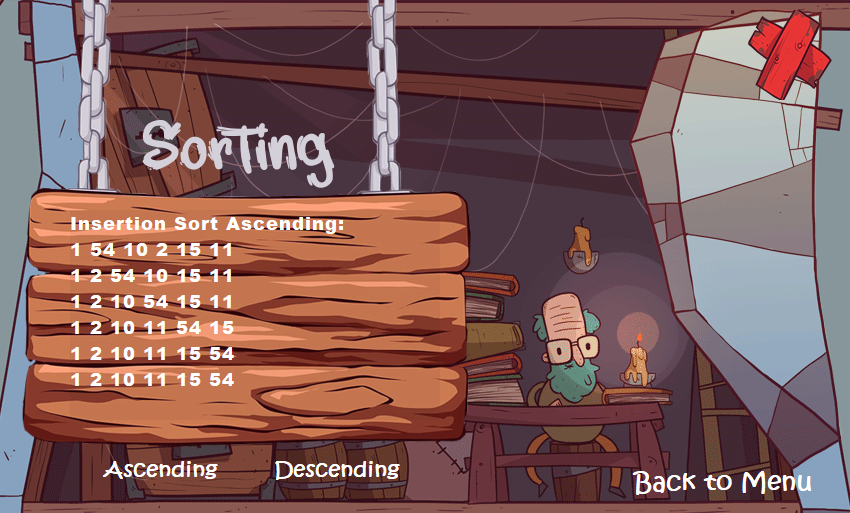 Sorting
Insertion Sort Ascending:
1 54 10 2 15 11
1 2 54 10 15 11
1 2 10 54 15 11
1 2 10 11 54 15
1 2 10 11 15 54
1 2 10 11 15 54
Ascending Descending
Back to Menu